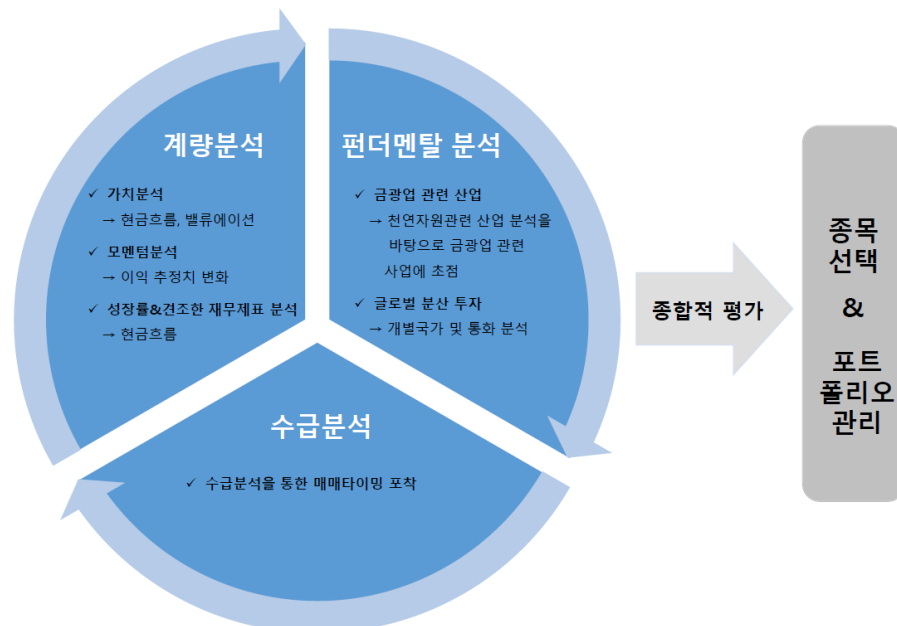 계량분석
✓ 가치분석
→ 현금흐름, 밸류에이션
✓ 모멘텀분석
→ 이익 추정치 변화
✓ 성장률&견조한 재무제표 분석
→ 현금흐름
펀더멘탈 분석
✓ 금광업 관련 산업
→ 천연자원관련 산업 분석을
바탕으로 금광업 관련
사업에 초점
✓ 글로벌 분산 투자
→ 개별국가 및 통화 분석
수급분석
✓ 수급분석을 통한 매매타이밍 포착
종합적 평가
종목
선택
&
포트
폴리오
관리